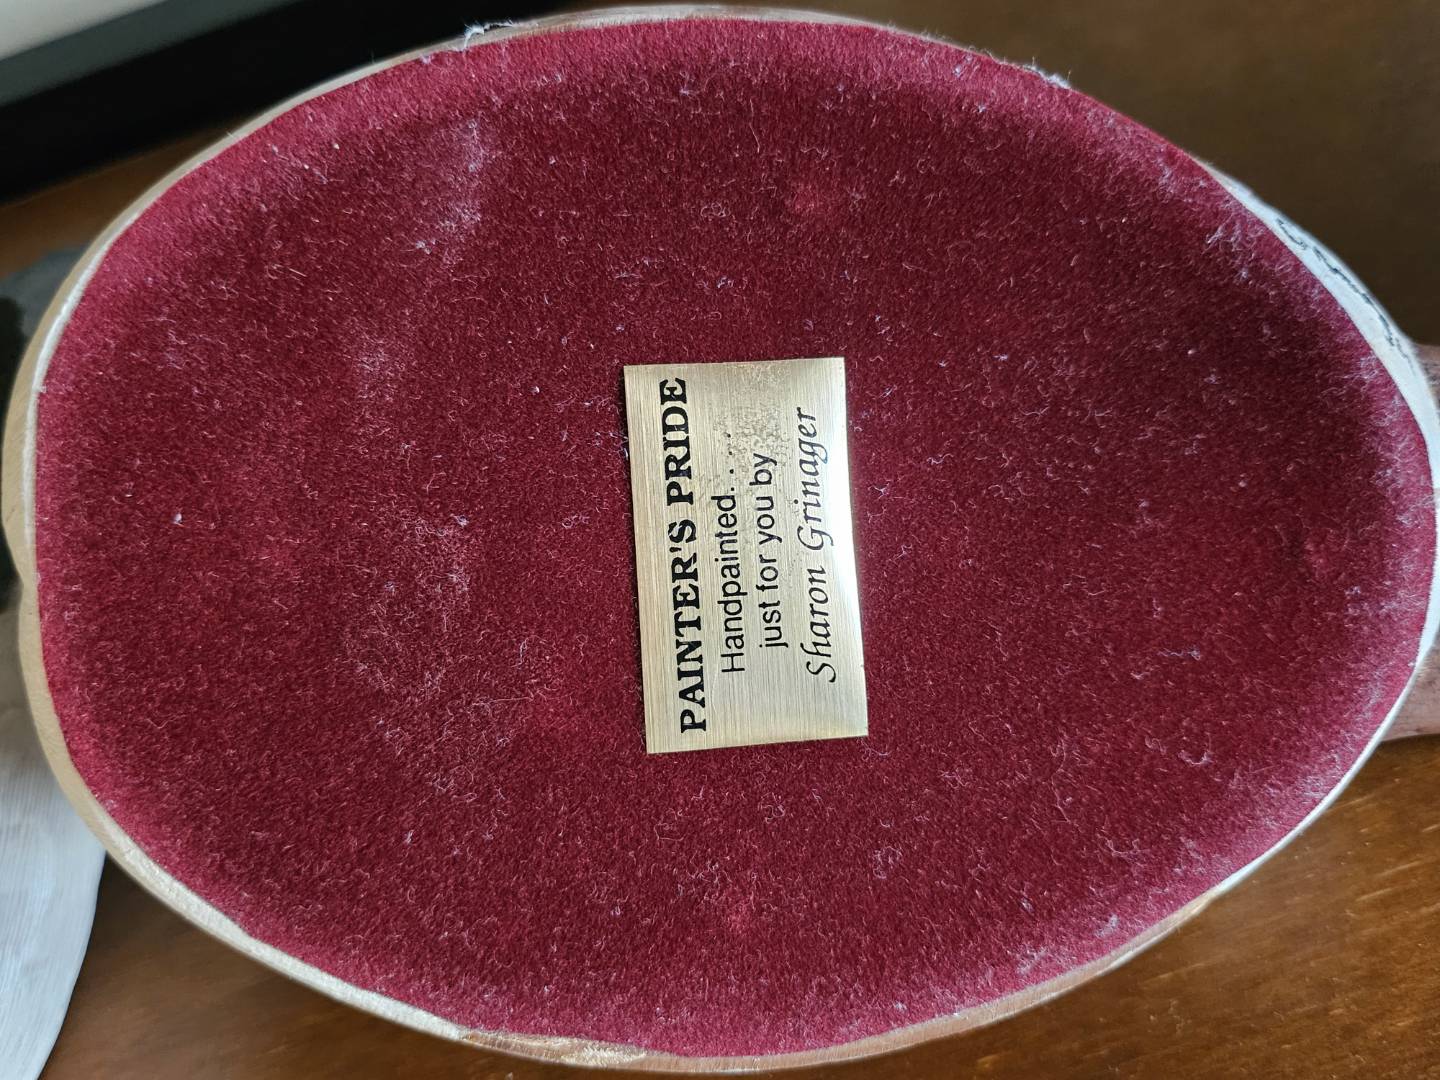 PAINTER'S PRIDE
Handpainted. . . . .
just for you by
Sharon Grinager